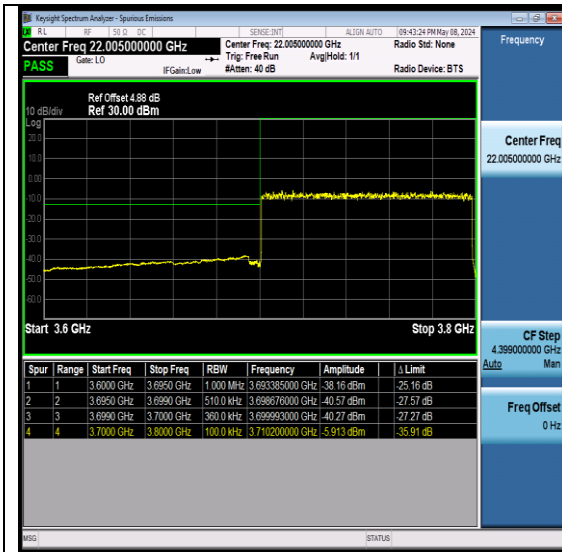 Keysight Spectrum Analyzer - Spurious Emissions
RL RF 50 Ω DC SENSE:INT ALIGN AUTO 09:43:24 PM May 08, 2024
Center Freq 22.005000000 GHz Center Freq: 22.005000000 GHz Radio Std: None Frequency
PASS Gate: LO Trig: Free Run Avg|Hold: 1/1
IFGain:Low #Atten: 40 dB Radio Device: BTS
Ref Offset 4.88 dB
10 dB/div Ref 30.00 dBm
Log
20.0
10.0
0.00
-10.0
-20.0
-30.0
-40.0
-50.0
-60.0
Start 3.6 GHz Stop 3.8 GHz
Center Freq
22.005000000 GHz
CF Step
4.399000000 GHz
Auto Man
Freq Offset
0 Hz
Spur Range Start Freq Stop Freq RBW Frequency Amplitude Δ Limit
1 1 3.6000 GHz 3.6950 GHz 1.000 MHz 3.693385000 GHz -38.16 dBm -25.16 dB
2 2 3.6950 GHz 3.6990 GHz 510.0 kHz 3.698676000 GHz -40.57 dBm -27.57 dB
3 3 3.6990 GHz 3.7000 GHz 360.0 kHz 3.699993000 GHz -40.27 dBm -27.27 dB
4 4 3.7000 GHz 3.8000 GHz 100.0 kHz 3.710200000 GHz -5.913 dBm -35.91 dB
MSG STATUS